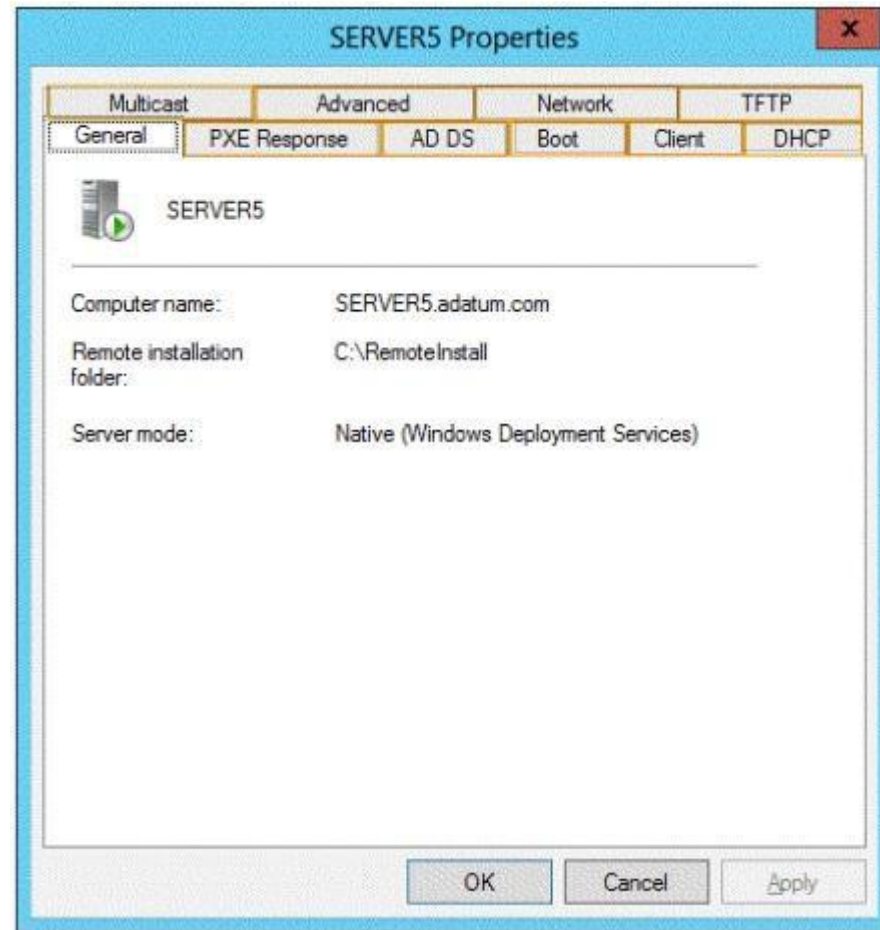 SERVER5 Properties
x
Multicast Advanced Network TFTP
General PXE Response AD DS Boot Client DHCP
SERVER5
Computer name: SERVER5.adatum.com
Remote installation C:\RemoteInstall
folder:
Server mode: Native (Windows Deployment Services)
OK Cancel Apply